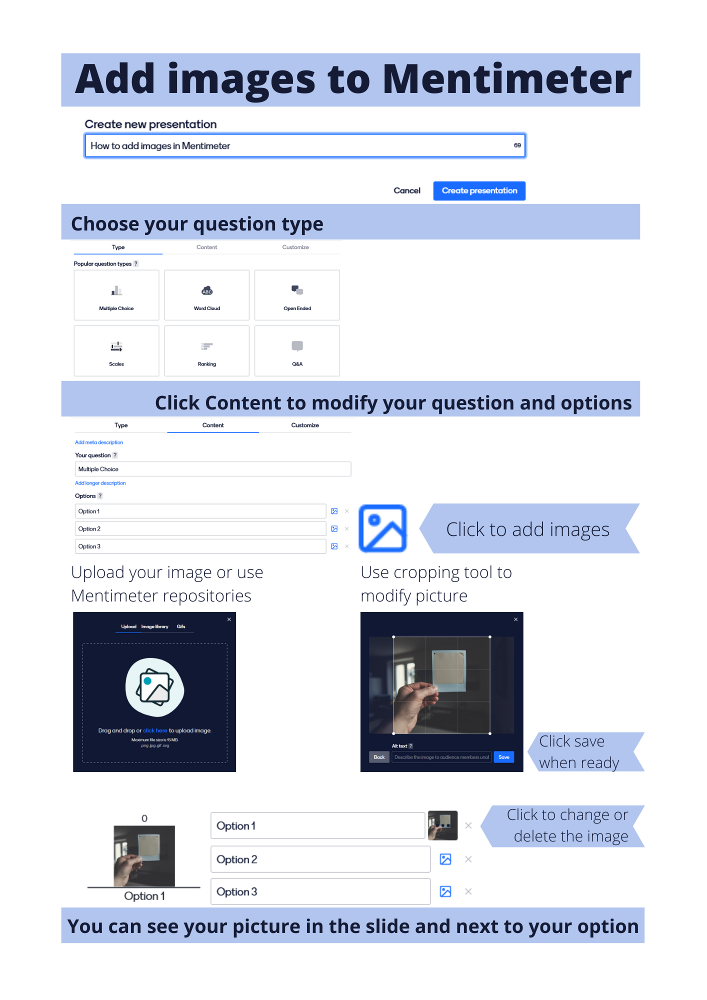 Add images to Mentimeter
Create new presentation
How to add images in Mentimeter 69
Cancel Create presentation
Choose your question type
Type Content Customize
Popular question types ?
Multiple Choice ABC Word Cloud Open Ended
Scales Ranking Q&A
Click Content to modify your question and options
Type Content Customize
Add meta description
Your question ?
Multiple Choice
Add longer description
Options ?
Option 1
Option 2
Option 3
Click to add images
Upload your image or use
Mentimeter repositories
Use cropping tool to
modify picture
Upload Image library Gifs
Drag and drop or click here to upload image.
Maximum file size is 15 MB.
.png .jpg .gif .svg
Alt text ?
Back Describe the image to audience members unal Save
Click save
when ready
0
Option 1
Option 1
Option 2
Option 3
Click to change or
delete the image
You can see your picture in the slide and next to your option